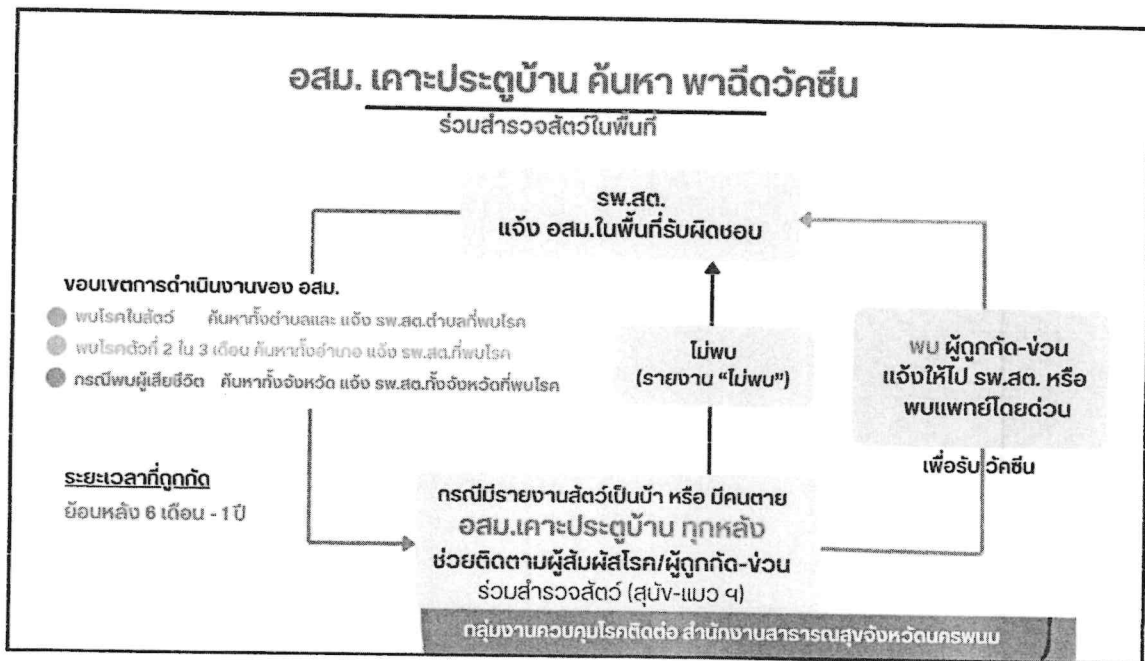 อสม. เคาะประตูบ้าน ค้นหา พาฉีดวัคซีน
ร่วมสำรวจสัตว์ในพื้นที่
รพ.สต.
แจ้ง อสม.ในพื้นที่รับผิดชอบ
ขอบเขตการดำเนินงานของ อสม.
พบโรคในสัตว์ ค้นหาทั้งตำบลและ แจ้ง รพ.สต.ตำบลที่พบโรค
พบโรคตัวที่ 2 ใน 3 เดือน ค้นหาทั้งอำเภอ แจ้ง รพ.สต.ที่พบโรค
กรณีพบผู้เสียชีวิต ค้นหาทั้งจังหวัด แจ้ง รพ.สต.ทั้งจังหวัดที่พบโรค
ไม่พบ
(รายงาน “ไม่พบ”)
พบ ผู้ถูกกัด-ข่วน
แจ้งให้ไป รพ.สต. หรือ
พบแพทย์โดยด่วน
เพื่อรับ วัคซีน
ระยะเวลาที่ถูกกัด
ย้อนหลัง 6 เดือน - 1 ปี
กรณีมีรายงานสัตว์เป็นบ้า หรือ มีคนตาย
อสม.เคาะประตูบ้าน ทุกหลัง
ช่วยติดตามผู้สัมผัสโรค/ผู้ถูกกัด-ข่วน
ร่วมสำรวจสัตว์ (สุนัข-แมว ฯ)
กลุ่มงานควบคุมโรคติดต่อ สำนักงานสาธารณสุขจังหวัดนครพนม